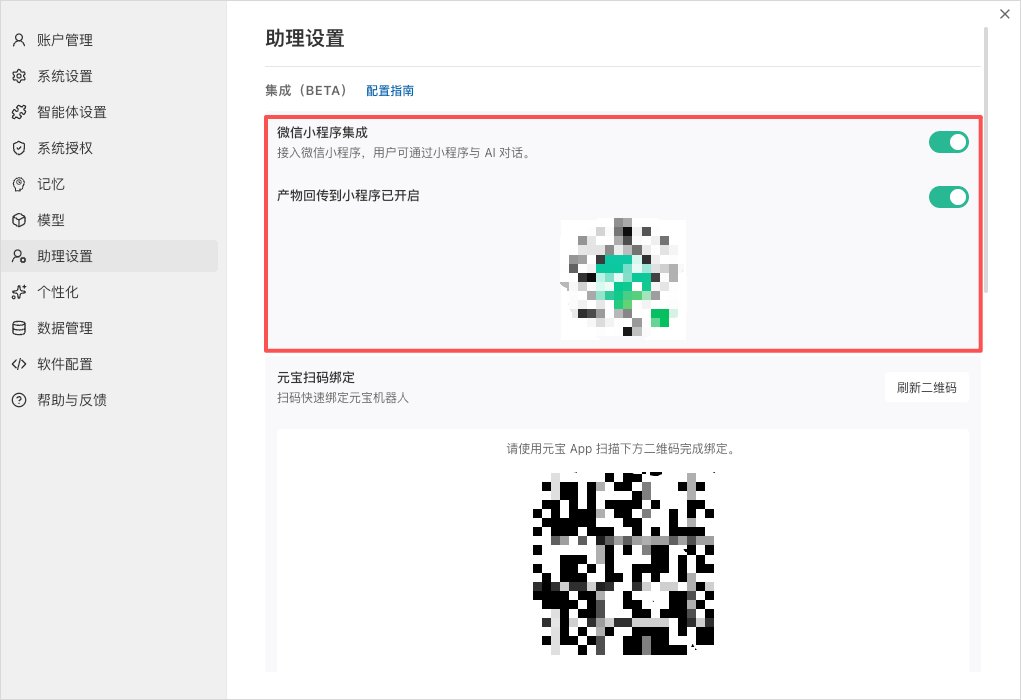 账户管理
系统设置
智能体设置
系统授权
记忆
模型
助理设置
个性化
数据管理
软件配置
帮助与反馈
助理设置
集成（BETA） 配置指南
微信小程序集成
接入微信小程序，用户可通过小程序与 AI 对话。
产物回传到小程序已开启
元宝扫码绑定
扫码快速绑定元宝机器人
刷新二维码
请使用元宝 App 扫描下方二维码完成绑定。